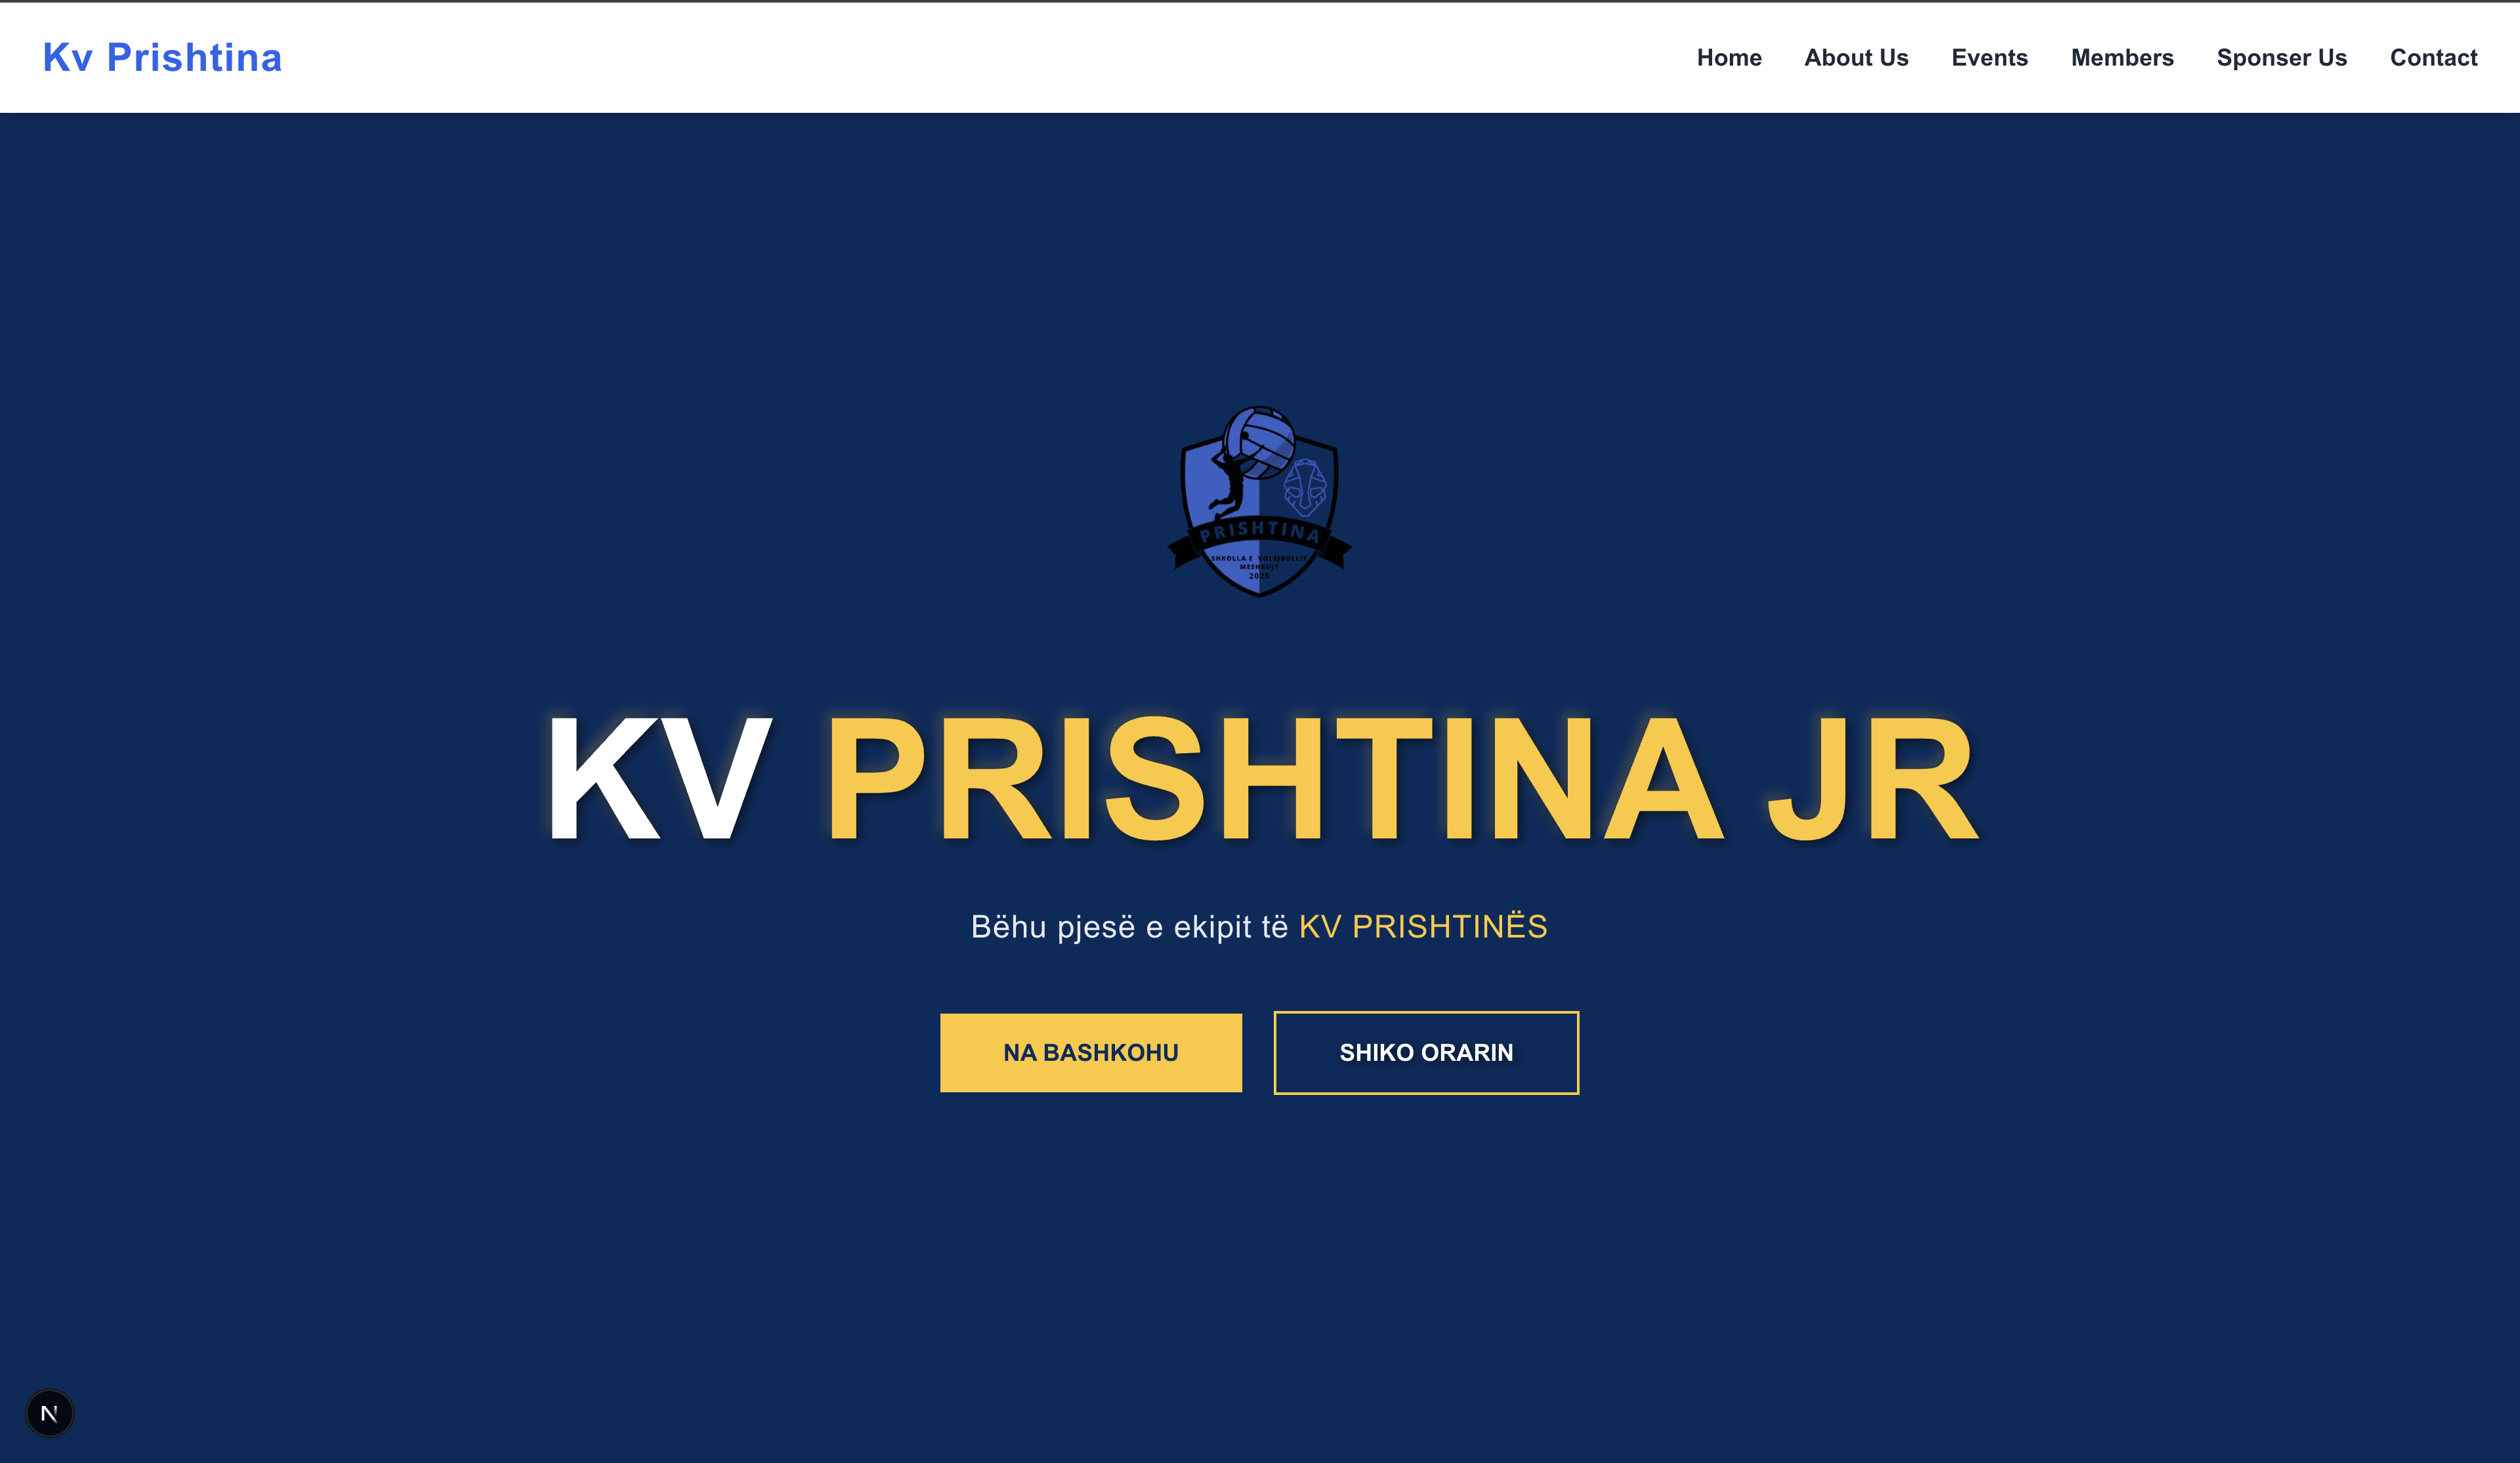 Kv Prishtina
Home About Us Events Members Sponser Us Contact
PRISHTINA
SHKOLLA E VOLEJBOLLIT
MESHKUJT
2025
KV PRISHTINA JR
Bëhu pjesë e ekipit të KV PRISHTINËS
NA BASHKOHU SHIKO ORARIN
N